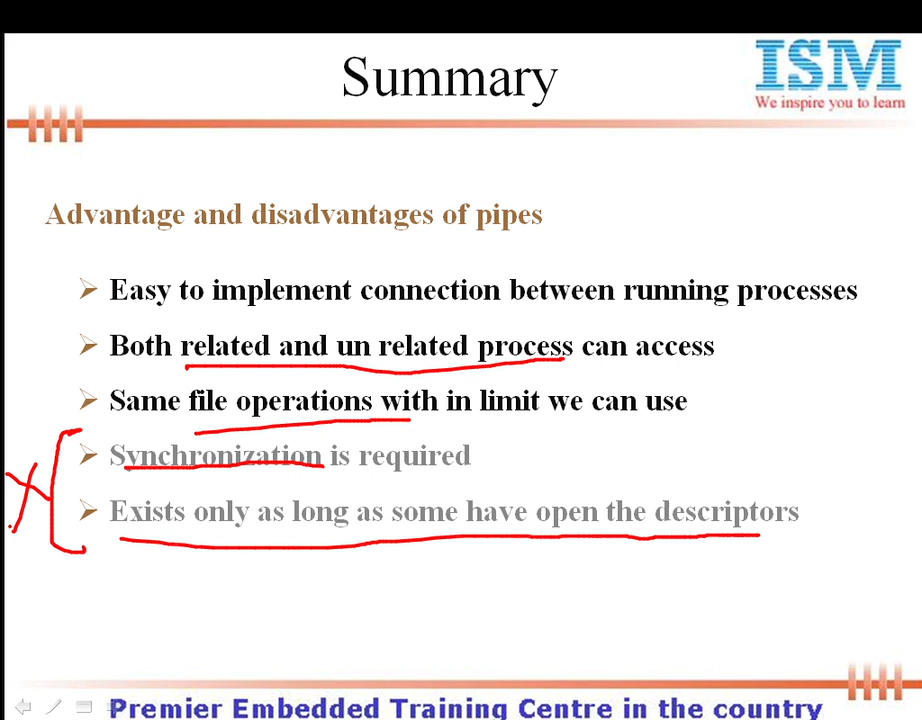 Summary
ISM
We inspire you to learn
Advantage and disadvantages of pipes
Easy to implement connection between running processes
Both related and un related process can access
Same file operations with in limit we can use
Synchronization is required
Exists only as long as some have open the descriptors
Premier Embedded Training Centre in the country